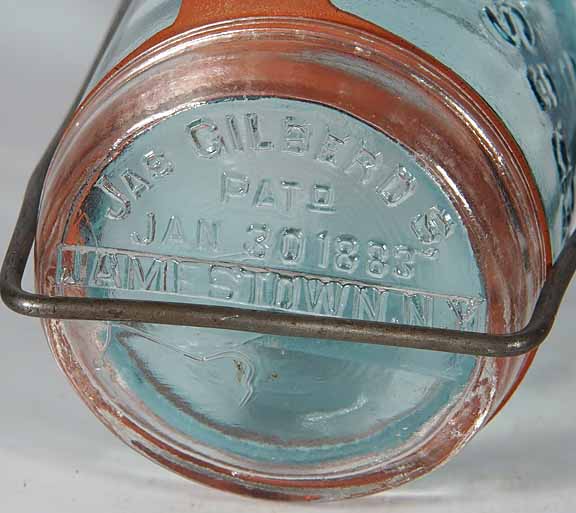 JAS GILBERDS
PATD
JAN 30 1883
JAMESTOWN N.Y.